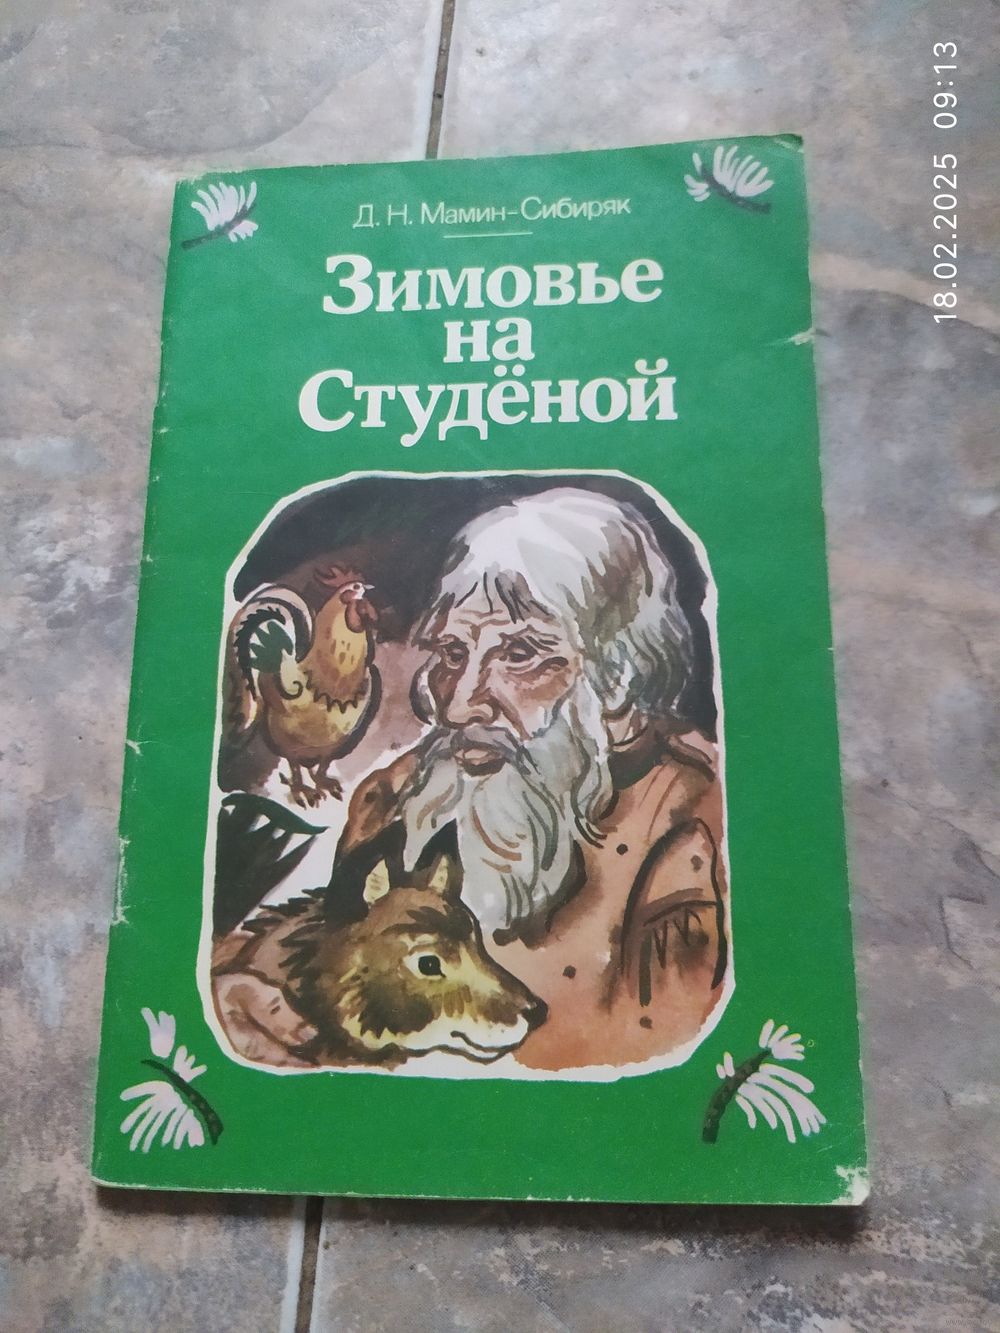 Д. Н. Мамин-Сибиряк
Зимовье
на
Студёной
18.02.2025 09:13